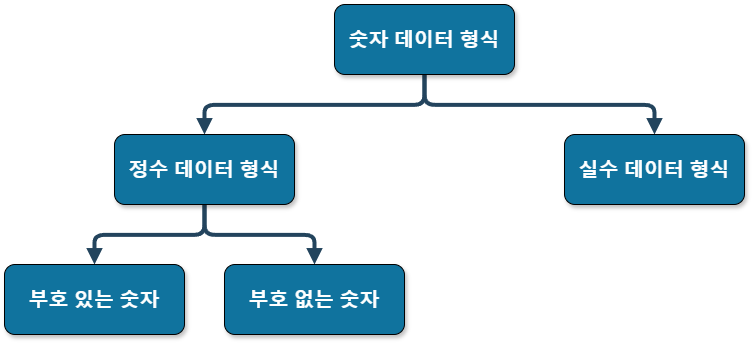 숫자 데이터 형식
정수 데이터 형식
실수 데이터 형식
부호 있는 숫자
부호 없는 숫자